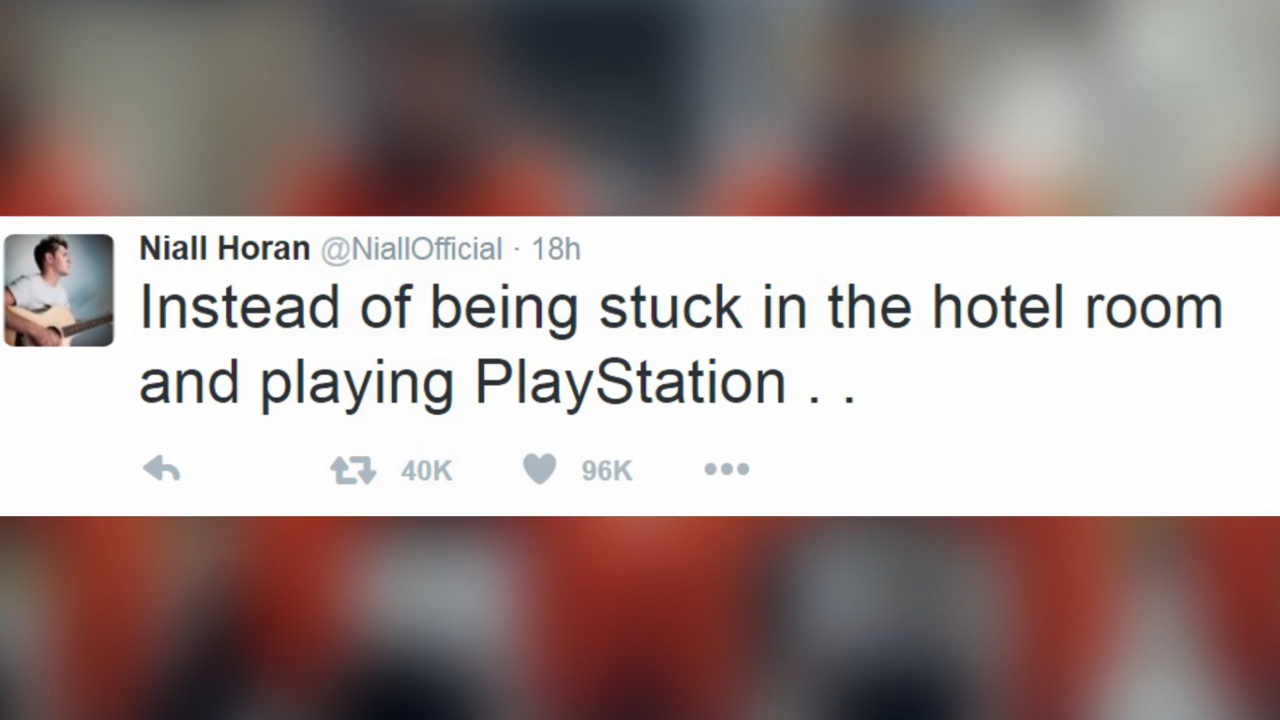 Niall Horan @NiallOfficial · 18h
Instead of being stuck in the hotel room
and playing PlayStation . .
40K 96K